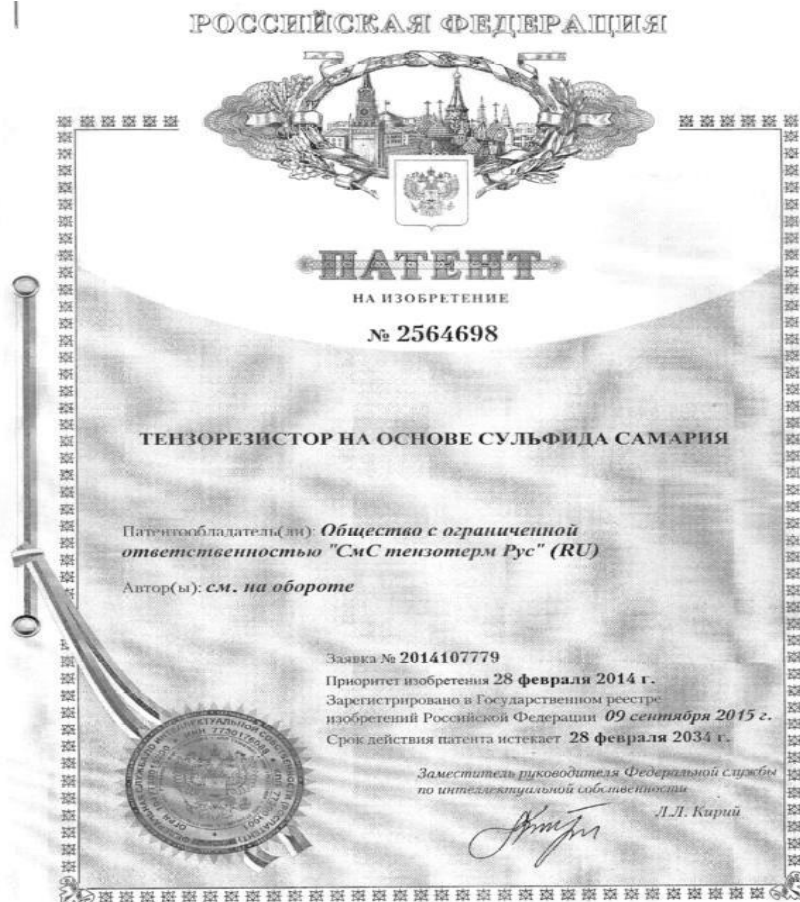 РОССИЙСКАЯ ФЕДЕРАЦИЯ
ПАТЕНТ
НА ИЗОБРЕТЕНИЕ
№ 2564698
ТЕНЗОРЕЗИСТОР НА ОСНОВЕ СУЛЬФИДА САМАРИЯ
Патентообладатель(ли): Общество с ограниченной
ответственностью "СмС тензотерм Рус" (RU)
Автор(ы): см. на обороте
Заявка № 2014107779
Приоритет изобретения 28 февраля 2014 г.
Зарегистрировано в Государственном реестре
изобретений Российской Федерации 09 сентября 2015 г.
Срок действия патента истекает 28 февраля 2034 г.
Заместитель руководителя Федеральной службы
по интеллектуальной собственности
Л.Л. Кирий